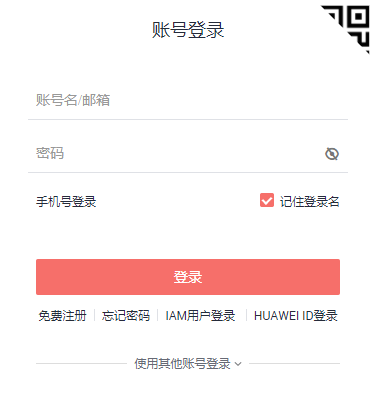 账号登录
账号名/邮箱
密码
手机号登录 记住登录名
登录
免费注册 忘记密码 IAM用户登录 HUAWEI ID登录
使用其他账号登录